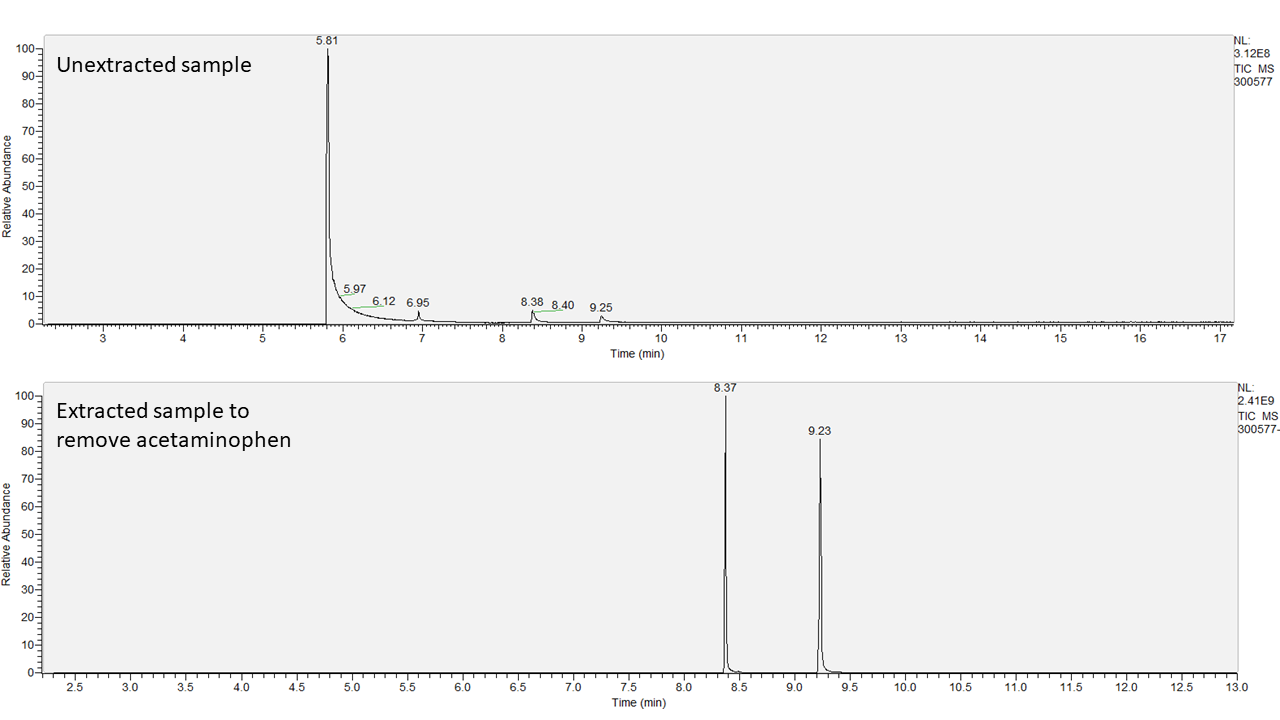 5.81
NL:
3.12E8
TIC MS
300577
Unextracted sample
100
90
80
70
60
50
40
30
20
10
0
Relative Abundance
5.97
6.12
6.95
8.38
8.40
9.25
3 4 5 6 7 8 9 10 11 12 13 14 15 16 17
Time (min)
8.37
NL:
2.41E9
TIC MS
300577-
Extracted sample to
remove acetaminophen
9.23
100
90
80
70
60
50
40
30
20
10
0
Relative Abundance
2.5 3.0 3.5 4.0 4.5 5.0 5.5 6.0 6.5 7.0 7.5 8.0 8.5 9.0 9.5 10.0 10.5 11.0 11.5 12.0 12.5 13.0
Time (min)